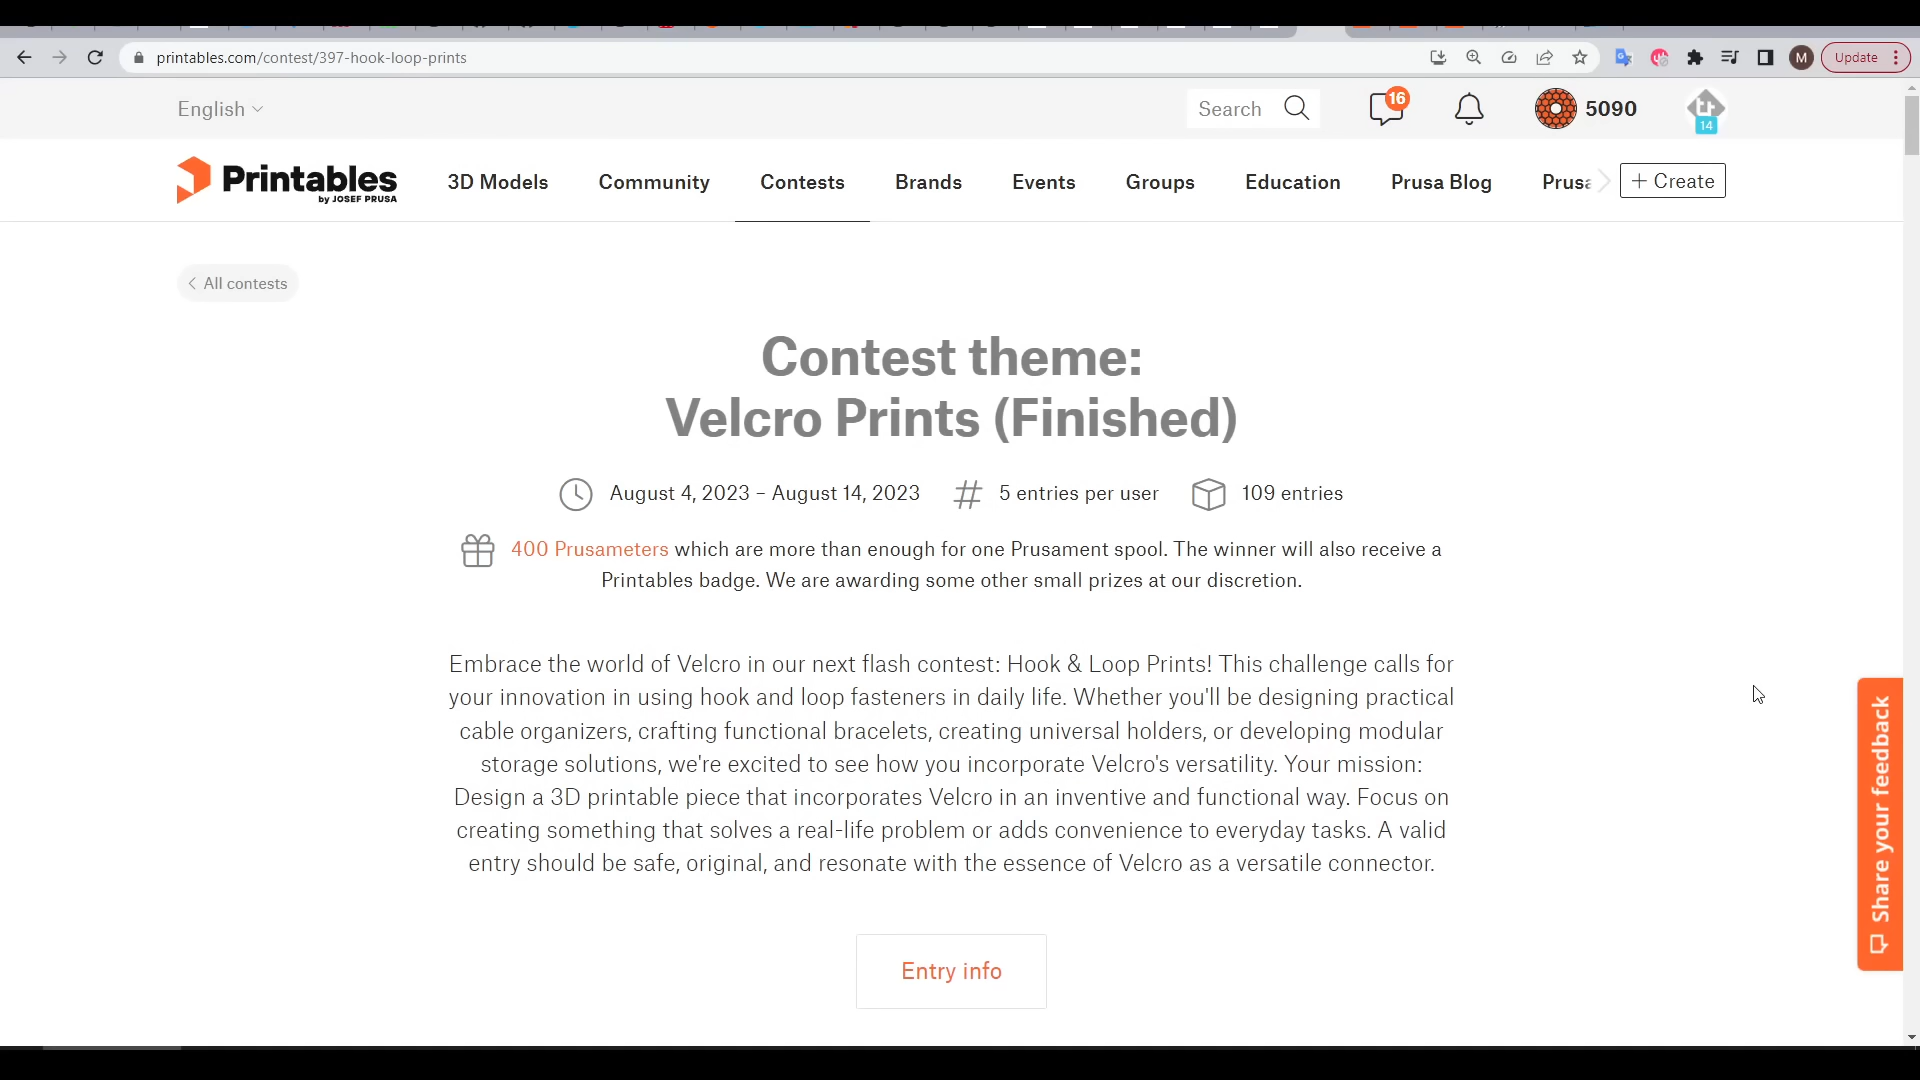 printables.com/contest/397-hook-loop-prints
M
Update
English
Search
16
5090
14
Printables
by JOSEF PRUSA
3D Models
Community
Contests
Brands
Events
Groups
Education
Prusa Blog
Prusa
+ Create
All contests
Contest theme:
Velcro Prints (Finished)
August 4, 2023 – August 14, 2023
5 entries per user
109 entries
400 Prusameters which are more than enough for one Prusament spool. The winner will also receive a
Printables badge. We are awarding some other small prizes at our discretion.
Embrace the world of Velcro in our next flash contest: Hook & Loop Prints! This challenge calls for
your innovation in using hook and loop fasteners in daily life. Whether you'll be designing practical
cable organizers, crafting functional bracelets, creating universal holders, or developing modular
storage solutions, we're excited to see how you incorporate Velcro's versatility. Your mission:
Design a 3D printable piece that incorporates Velcro in an inventive and functional way. Focus on
creating something that solves a real-life problem or adds convenience to everyday tasks. A valid
entry should be safe, original, and resonate with the essence of Velcro as a versatile connector.
Share your feedback
Entry info